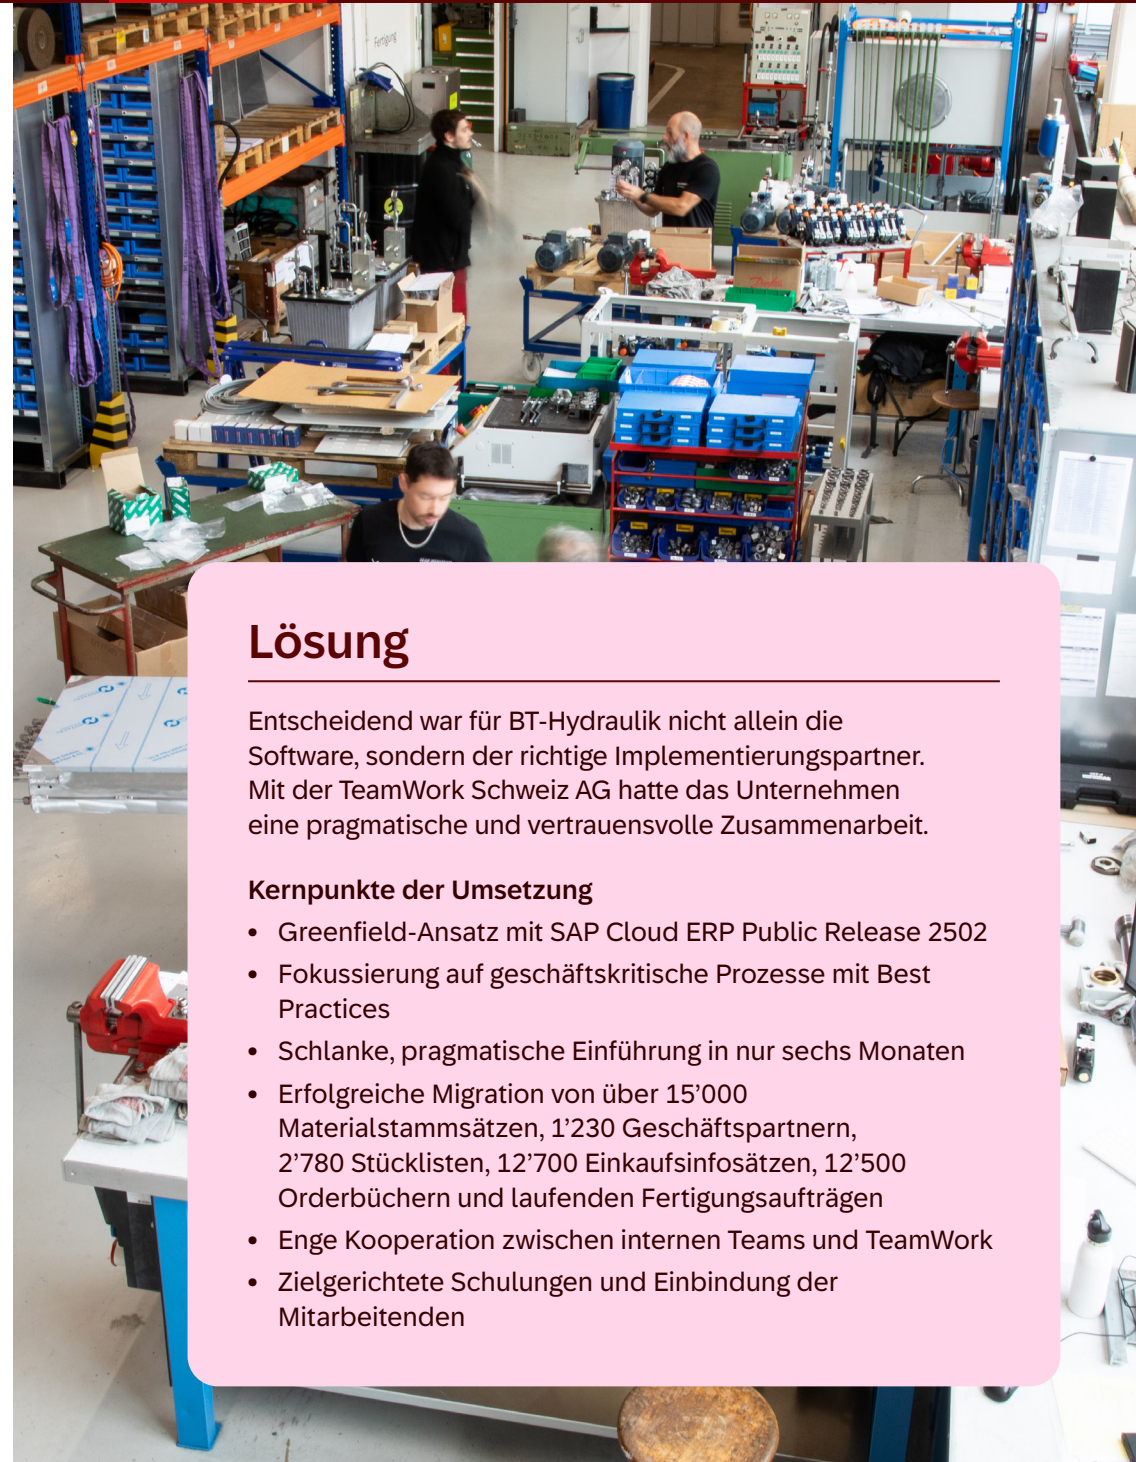 Fertigung
Lösung
Entscheidend war für BT-Hydraulik nicht allein die
Software, sondern der richtige Implementierungspartner.
Mit der TeamWork Schweiz AG hatte das Unternehmen
eine pragmatische und vertrauensvolle Zusammenarbeit.
Kernpunkte der Umsetzung
• Greenfield-Ansatz mit SAP Cloud ERP Public Release 2502
• Fokussierung auf geschäftskritische Prozesse mit Best
Practices
• Schlanke, pragmatische Einführung in nur sechs Monaten
• Erfolgreiche Migration von über 15’000
Materialstammsätzen, 1’230 Geschäftspartnern,
2’780 Stücklisten, 12’700 Einkaufsinfosätzen, 12’500
Orderbüchern und laufenden Fertigungsaufträgen
• Enge Kooperation zwischen internen Teams und TeamWork
• Zielgerichtete Schulungen und Einbindung der
Mitarbeitenden